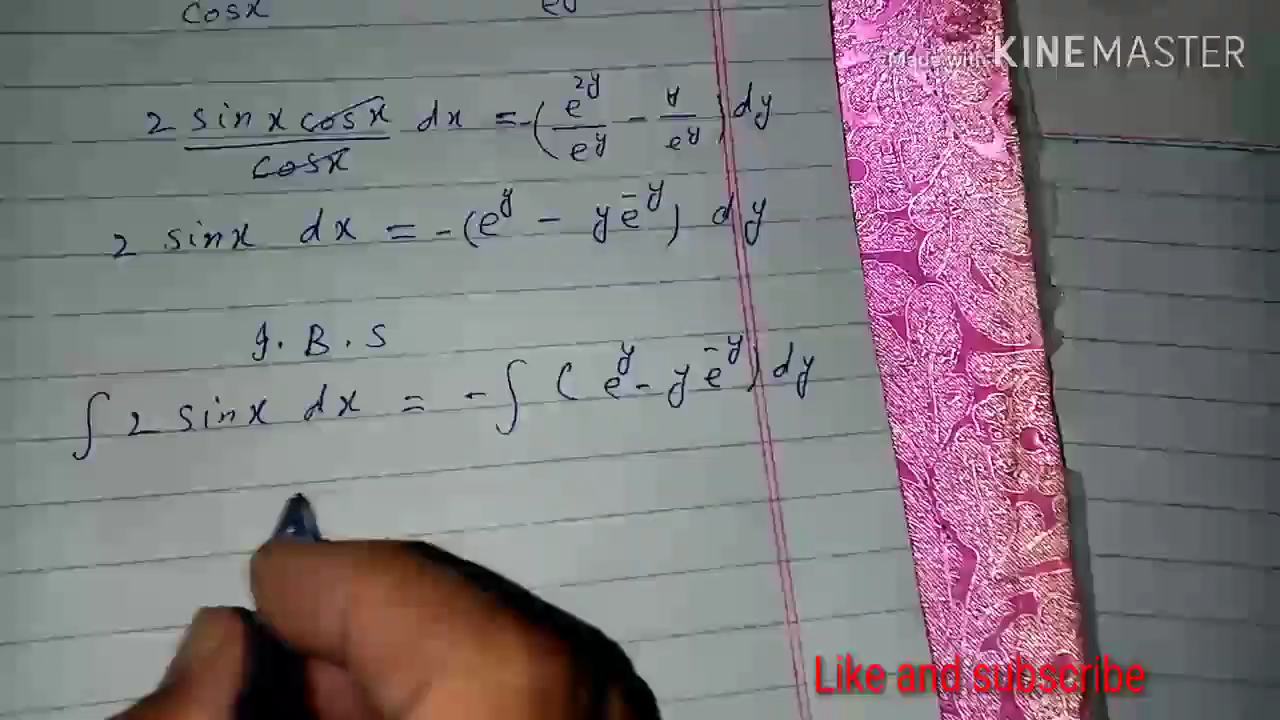 cosx ey
Made with KINEMASTER
2 sinx cosx / cosx dx = -(e^2y / e^y - y / e^y) dy
2 sinx dx = -(e^y - ye^-y) dy
I.B.S
∫ 2 sinx dx = -∫ (e^y - ye^-y) dy
Like and subscribe